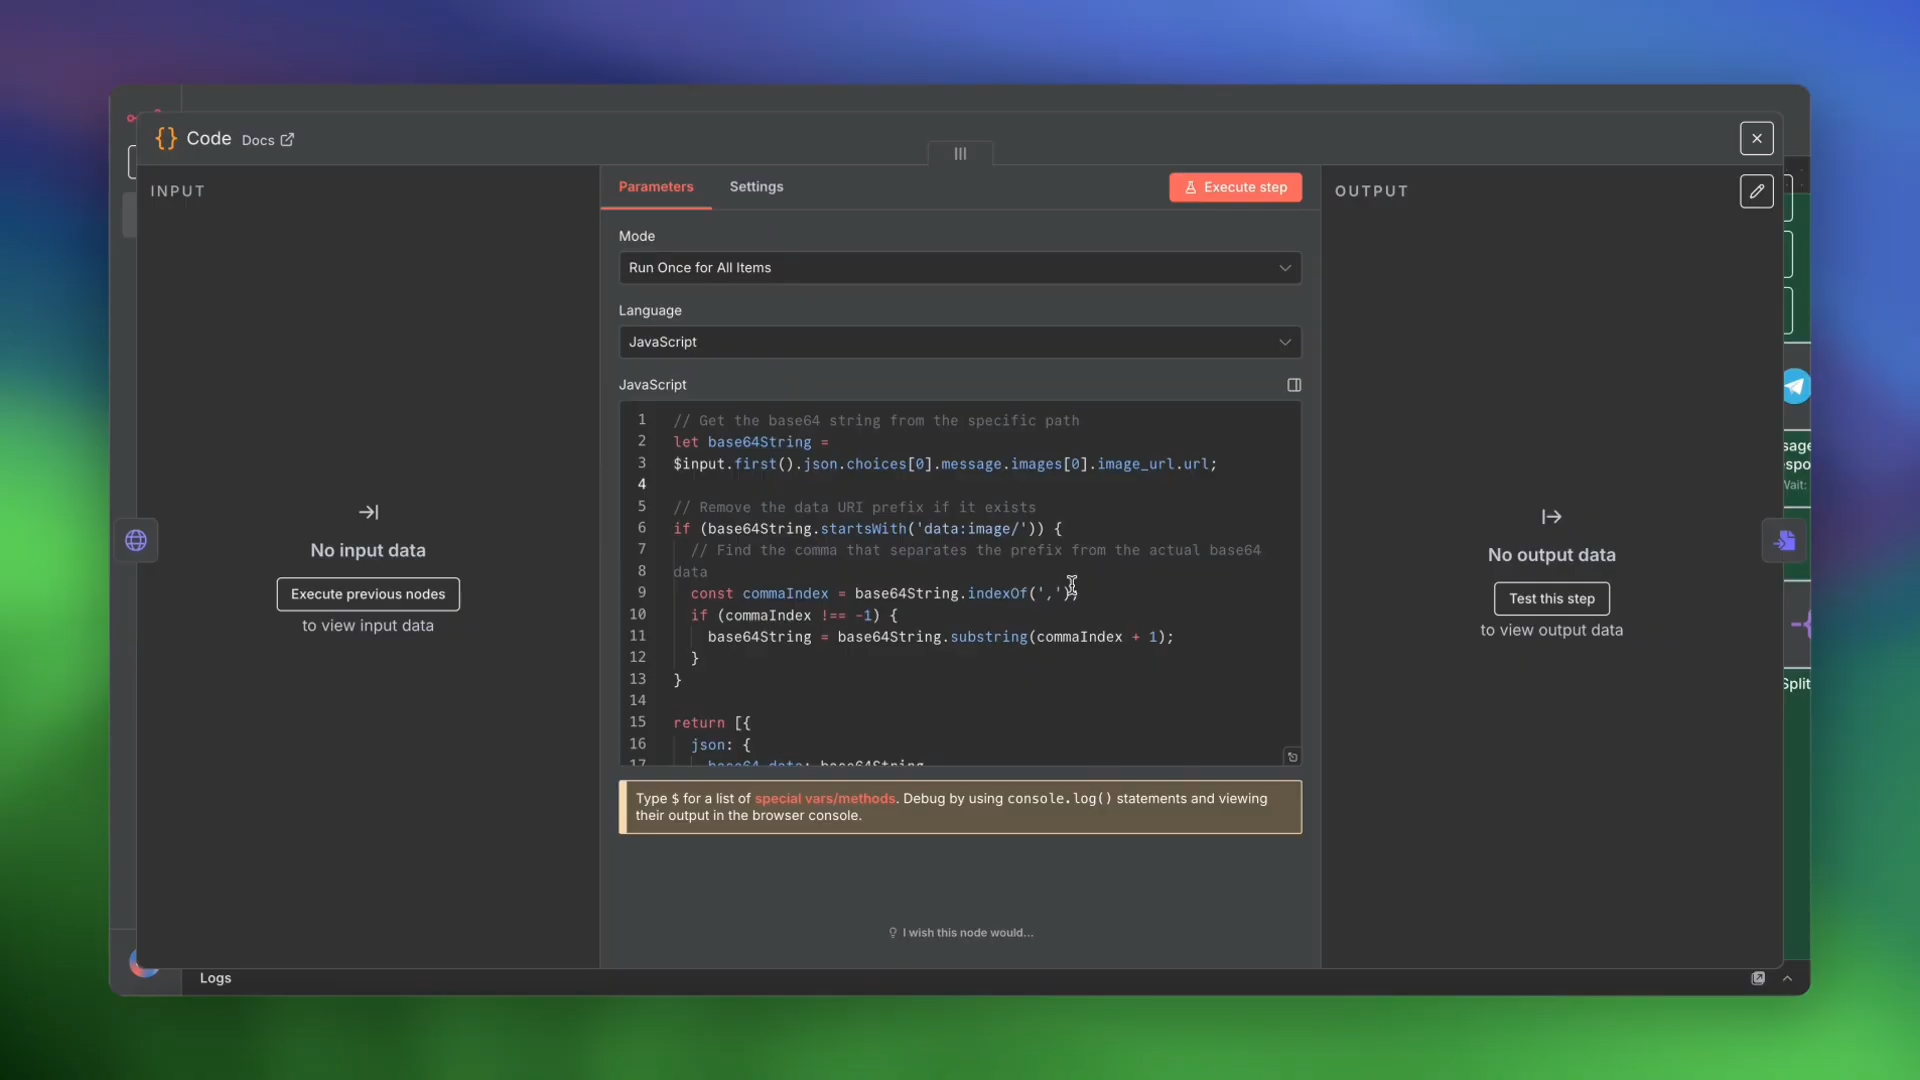 {} Code Docs
INPUT
Parameters Settings Execute step
OUTPUT
Mode
Run Once for All Items
Language
JavaScript
JavaScript
1 // Get the base64 string from the specific path
2 let base64String =
3 $input.first().json.choices[0].message.images[0].image_url.url;
4
5 // Remove the data URI prefix if it exists
6 if (base64String.startsWith('data:image/')) {
7 // Find the comma that separates the prefix from the actual base64
8 data
9 const commaIndex = base64String.indexOf(',');
10 if (commaIndex !== -1) {
11 base64String = base64String.substring(commaIndex + 1);
12 }
13 }
14
15 return [{
16 json: {
17 base64_data: base64String
No input data
Execute previous nodes
to view input data
No output data
Test this step
to view output data
Type $ for a list of special vars/methods. Debug by using console.log() statements and viewing
their output in the browser console.
I wish this node would...
Logs
sage
espo
Wait:
Split